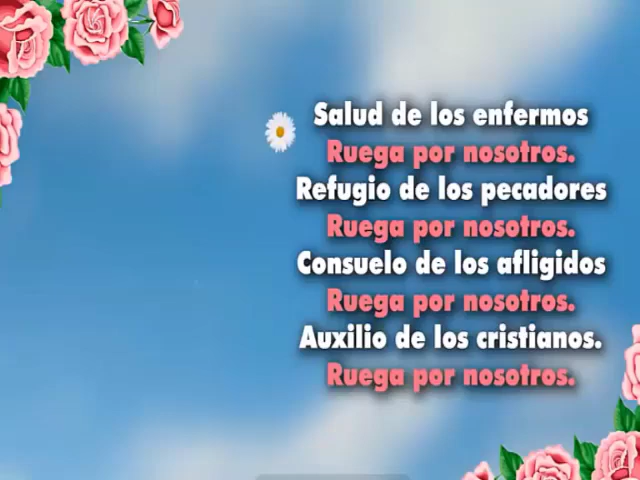 Salud de los enfermos
Ruega por nosotros.
Refugio de los pecadores
Ruega por nosotros.
Consuelo de los afligidos
Ruega por nosotros.
Auxilio de los cristianos.
Ruega por nosotros.